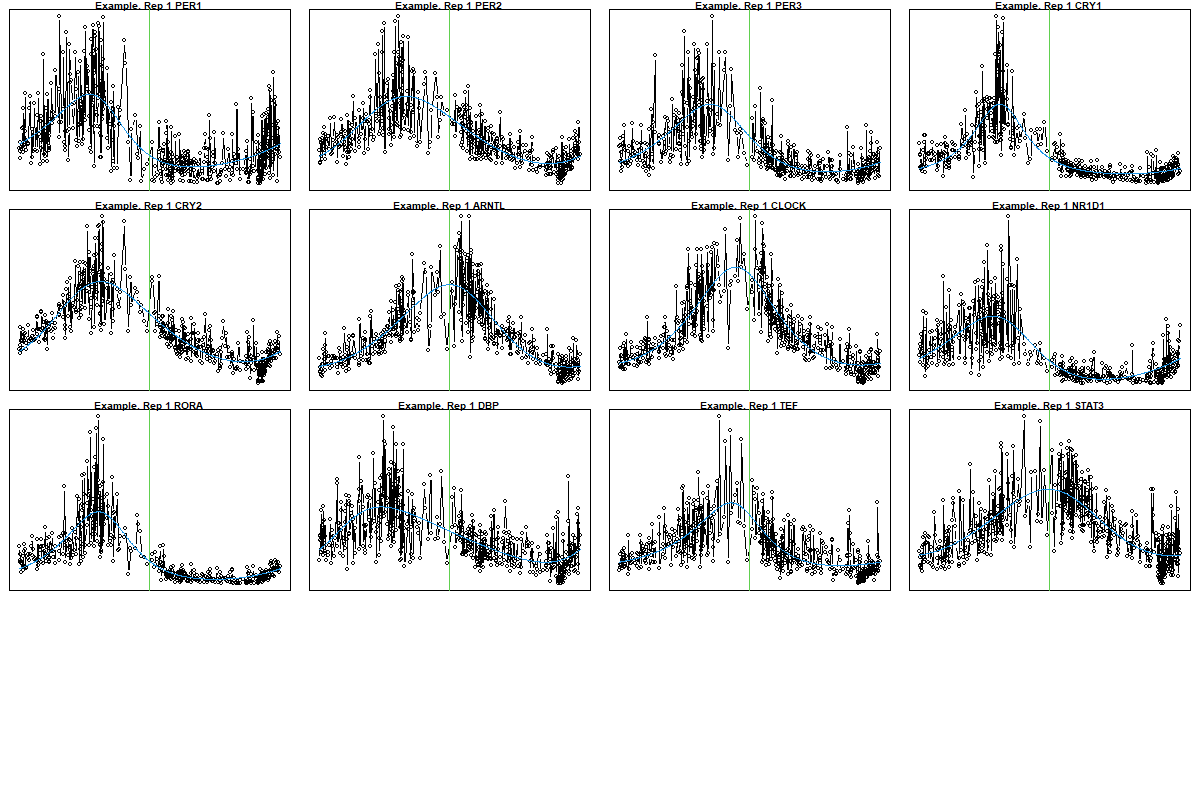 Example. Rep 1 PER1
Example. Rep 1 PER2
Example. Rep 1 PER3
Example. Rep 1 CRY1
Example. Rep 1 CRY2
Example. Rep 1 ARNTL
Example. Rep 1 CLOCK
Example. Rep 1 NR1D1
Example. Rep 1 RORA
Example. Rep 1 DBP
Example. Rep 1 TEF
Example. Rep 1 STAT3